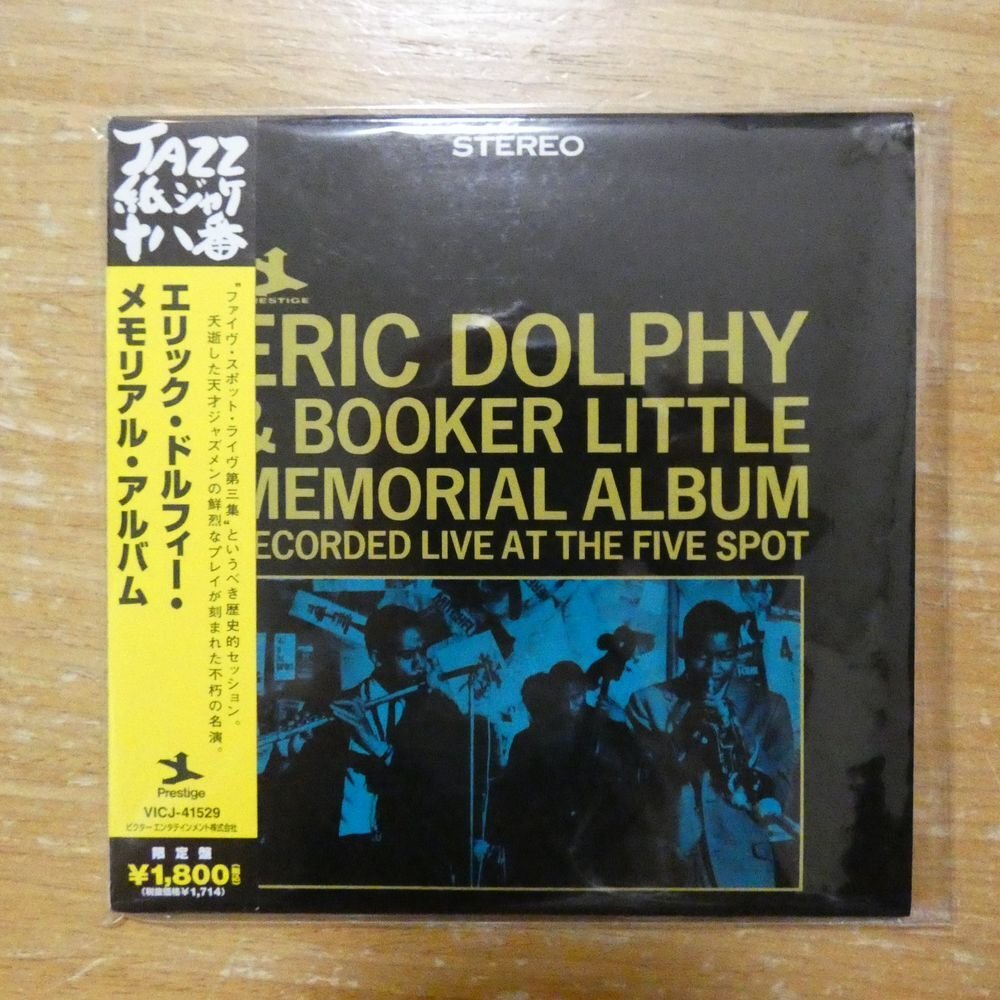 JAZZ
紙ジャケ
十八番
エリック・ドルフィー・
メモリアル・アルバム
"ファイヴ・スポット・ライヴ第三集"というべき歴史的セッション。
夭逝した天才ジャズメンの鮮烈なプレイが刻まれた不朽の名演。
Prestige
VICJ-41529
ビクターエンタテインメント株式会社
限定盤
¥1,800(税込)
(税抜価格¥1,714)
STEREO
PRESTIGE
ERIC DOLPHY
& BOOKER LITTLE
MEMORIAL ALBUM
ECORDED LIVE AT THE FIVE SPOT
4